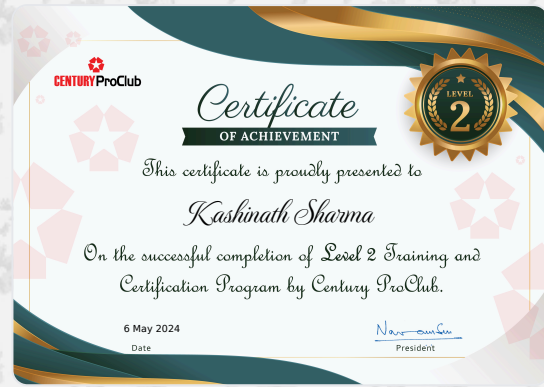 CENTURY ProClub
Certificate
OF ACHIEVEMENT
LEVEL
2
This certificate is proudly presented to
Kashinath Sharma
On the successful completion of Level 2 Training and
Certification Program by Century ProClub.
6 May 2024
Date
President